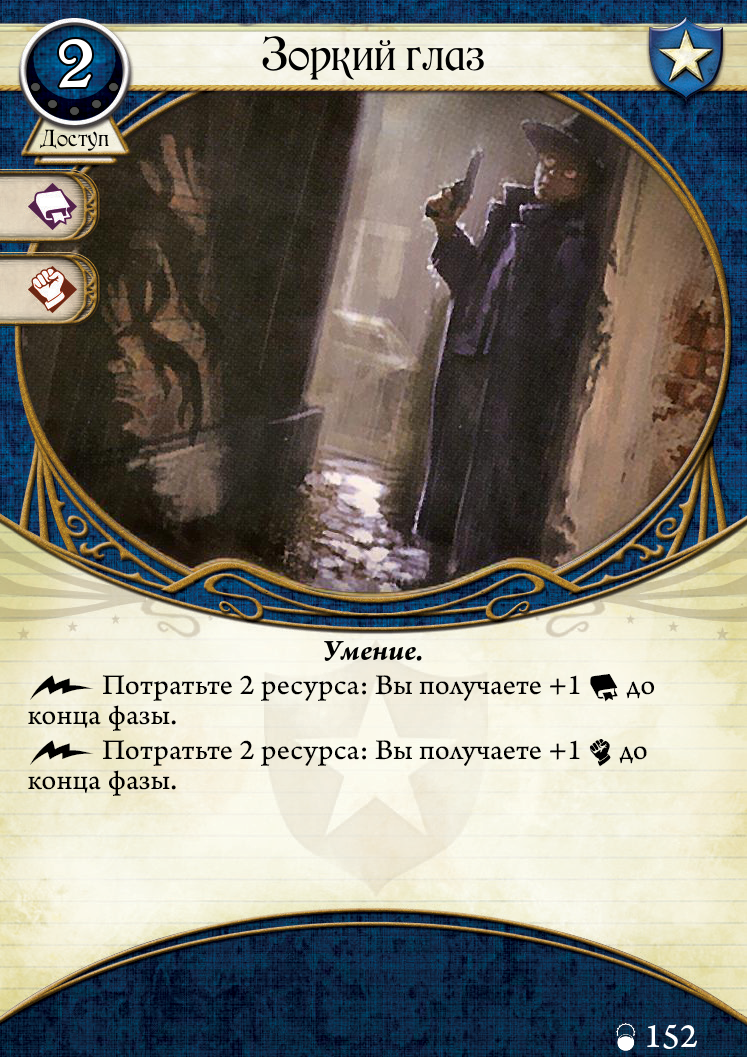 2
Зоркий глаз
Доступ
Умение.
Потратьте 2 ресурса: Вы получаете +1 до
конца фазы.
Потратьте 2 ресурса: Вы получаете +1 до
конца фазы.
152